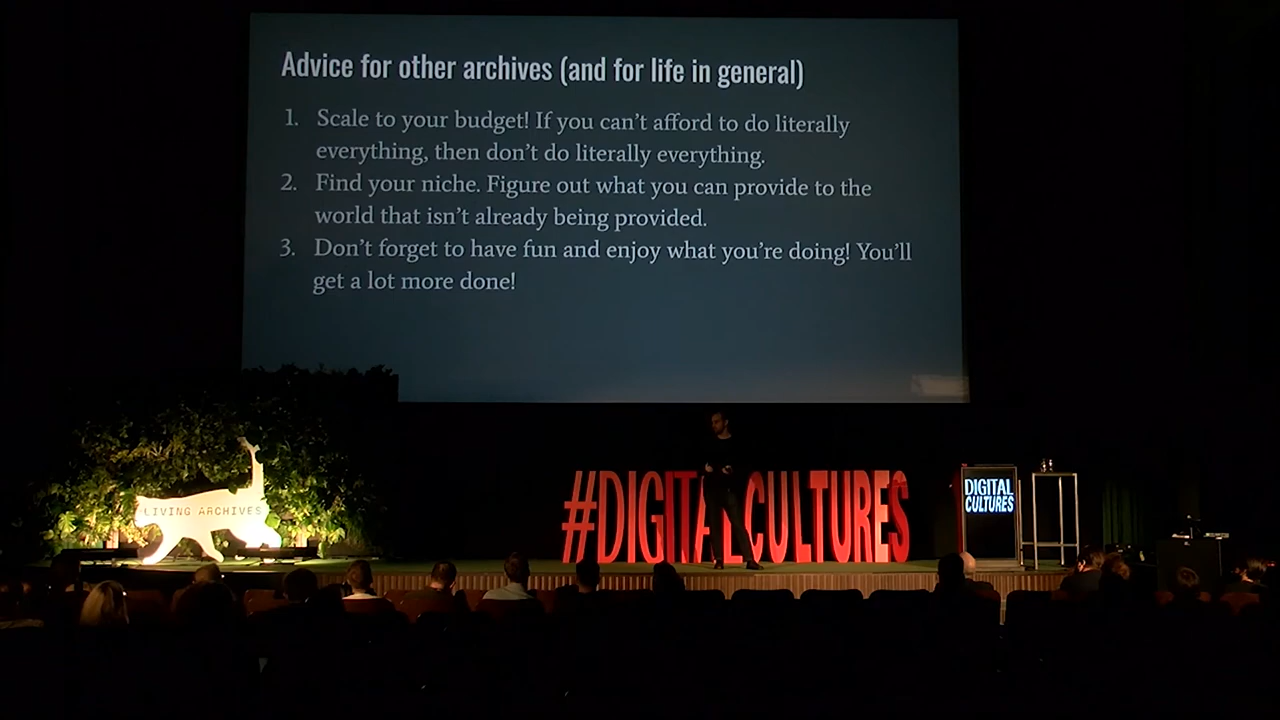 Advice for other archives (and for life in general)
1. Scale to your budget! If you can't afford to do literally
everything, then don't do literally everything.
2. Find your niche. Figure out what you can provide to the
world that isn't already being provided.
3. Don't forget to have fun and enjoy what you're doing! You'll
get a lot more done!
LIVING ARCHIVES
#DIGITAL CULTURES
DIGITAL
CULTURES